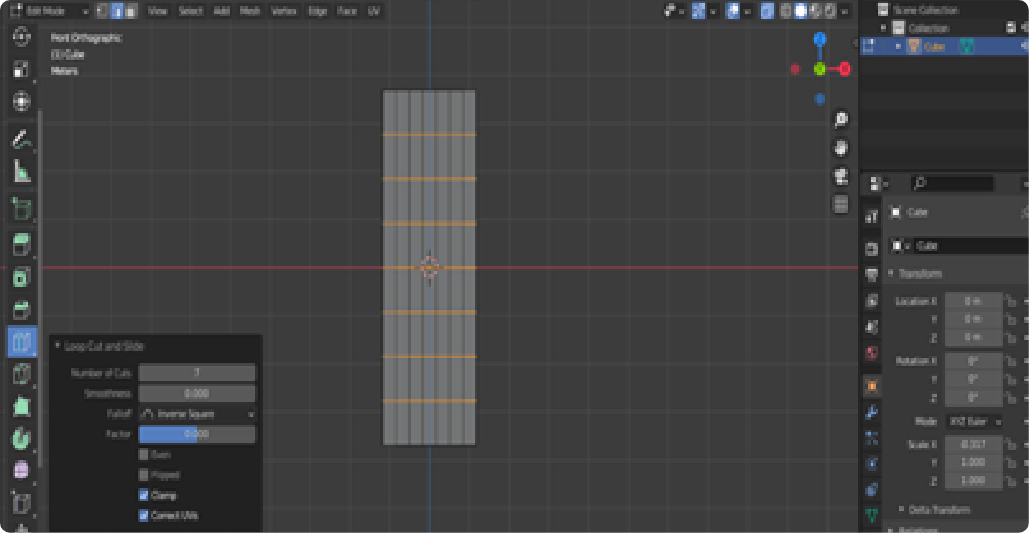 Edit Mode View Select Add Mesh Vertex Edge Face UV
Front Orthographic
(1) Cube
Meters
Scene Collection
Collection
Cube
Z
X
Cube
Cube
Transform
Location X 0 m
Y 0 m
Z 0 m
Rotation X 0°
Y 0°
Z 0°
Mode XYZ Euler
Scale X
Y 1.000
Z 1.000
Delta Transform
Relations
Loop Cut and Slide
Number of Cuts 7
Smoothness 0.000
Falloff Inverse Square
Factor 0.000
Even
Flipped
Clamp
Correct UVs